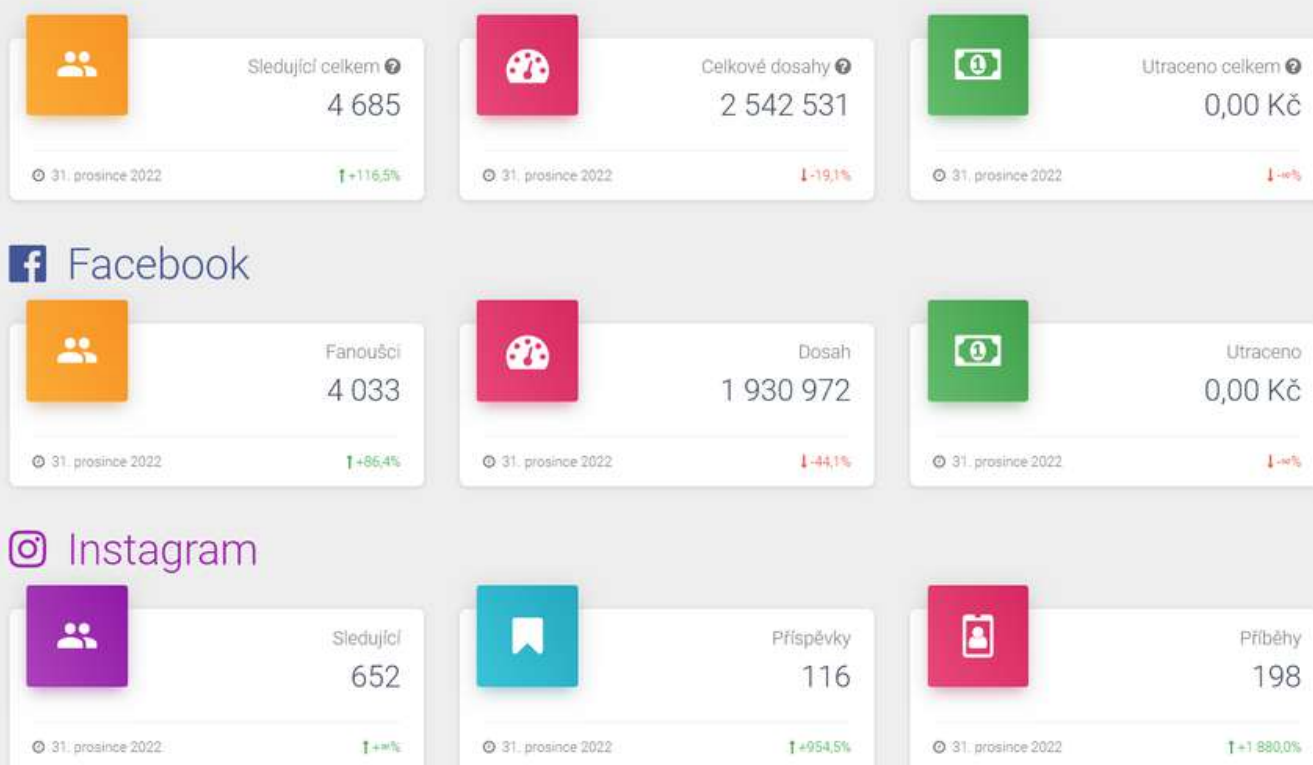 Sledující celkem
4 685
31. prosince 2022 +116,5%
Celkové dosahy
2 542 531
31. prosince 2022 -19,1%
Utraceno celkem
0,00 Kč
31. prosince 2022 -∞%
Facebook
Fanoušci
4 033
31. prosince 2022 +86,4%
Dosah
1 930 972
31. prosince 2022 -44,1%
Utraceno
0,00 Kč
31. prosince 2022 -∞%
Instagram
Sledující
652
31. prosince 2022 +∞%
Příspěvky
116
31. prosince 2022 +954,5%
Příběhy
198
31. prosince 2022 +1 880,0%